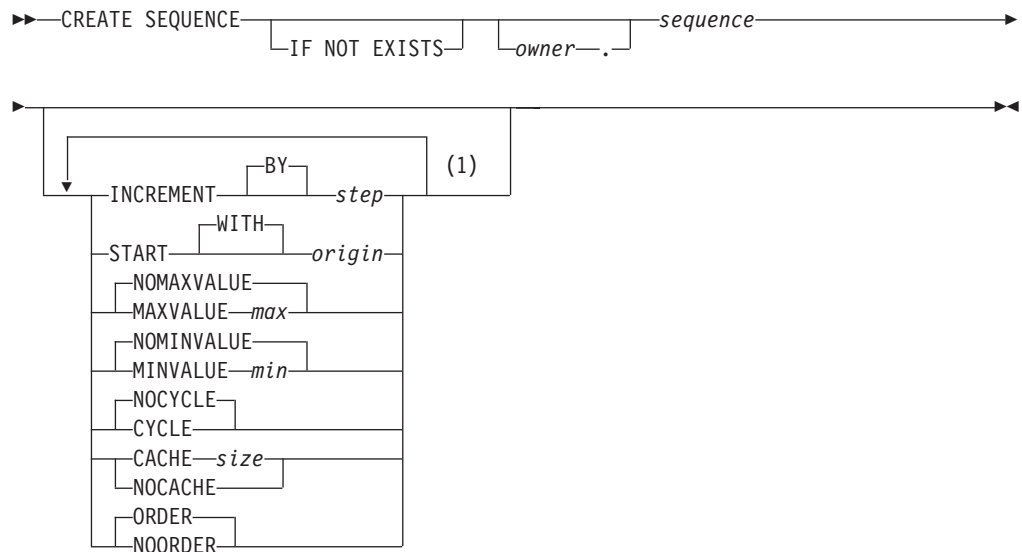 CREATE SEQUENCE IF NOT EXISTS owner . sequence
BY (1)
INCREMENT step
WITH
START origin
NOMAXVALUE
MAXVALUE max
NOMINVALUE
MINVALUE min
NOCYCLE
CYCLE
CACHE size
NOCACHE
ORDER
NOORDER